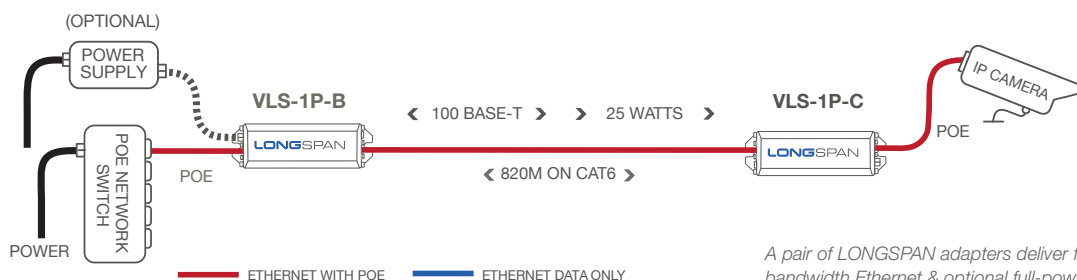 (OPTIONAL)
POWER
SUPPLY
VLS-1P-B
‹ 100 BASE-T › › 25 WATTS ›
VLS-1P-C
IP CAMERA
POE
LONGSPAN
LONGSPAN
POE NETWORK
SWITCH
POE
‹ 820M ON CAT6 ›
POWER
ETHERNET WITH POE
ETHERNET DATA ONLY
A pair of LONGSPAN adapters deliver
bandwidth Ethernet & optional